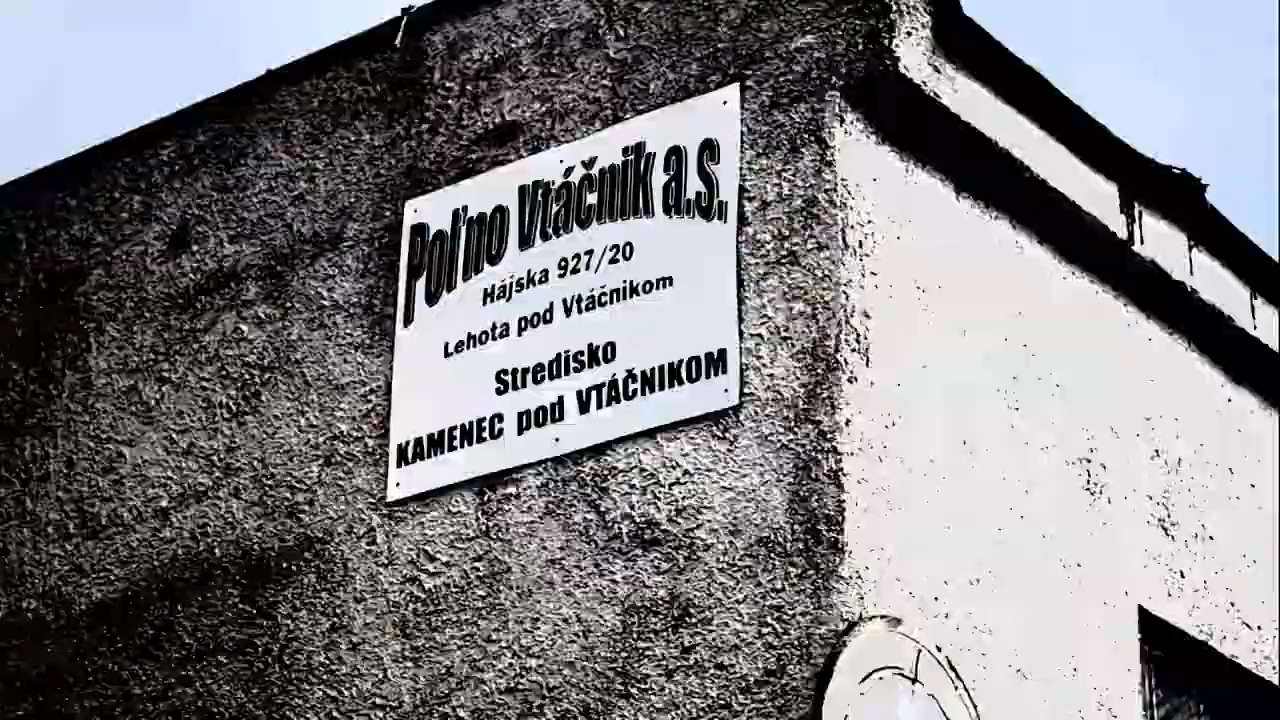 Poľno Vtáčnik a.s.
Hájska 927/20
Lehota pod Vtáčnikom
Stredisko
KAMENEC pod VTÁČNIKOM